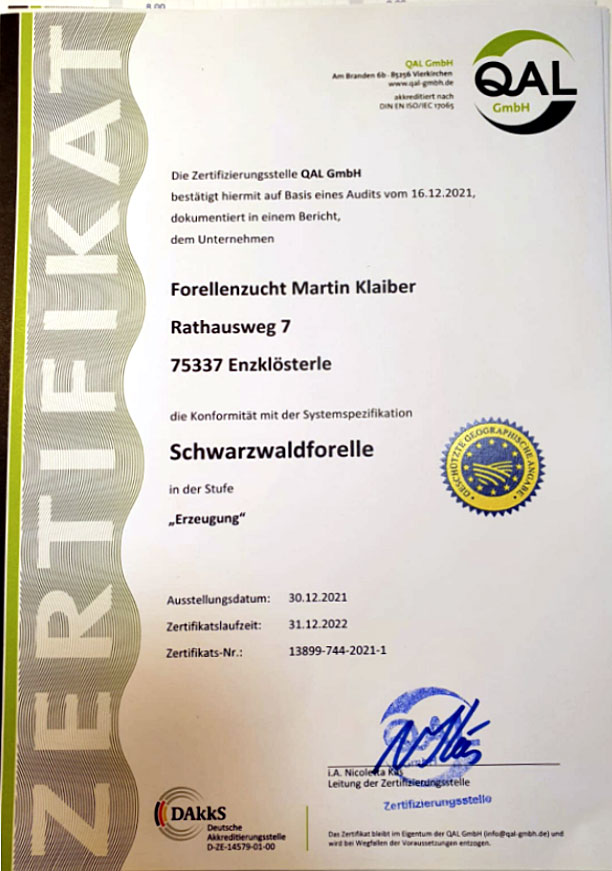 ZERTIFIKAT
QAL GmbH
Am Branden 6b · 85256 Vierkirchen
www.qal-gmbh.de
akkreditiert nach
DIN EN ISO/IEC 17065
QAL
GmbH
Die Zertifizierungsstelle QAL GmbH
bestätigt hiermit auf Basis eines Audits vom 16.12.2021,
dokumentiert in einem Bericht,
dem Unternehmen
Forellenzucht Martin Klaiber
Rathausweg 7
75337 Enzklösterle
die Konformität mit der Systemspezifikation
Schwarzwaldforelle
in der Stufe
„Erzeugung“
GESCHÜTZTE GEOGRAPHISCHE ANGABE
Ausstellungsdatum: 30.12.2021
Zertifikatslaufzeit: 31.12.2022
Zertifikats-Nr.: 13899-744-2021-1
i.A. Nicoletta
Leitung der Zertifizierungsstelle
Zertifizierungsstelle
DAkkS
Deutsche
Akkreditierungsstelle
D-ZE-14579-01-00
Das Zertifikat bleibt im Eigentum der QAL GmbH (info@qal-gmbh.de) und
wird bei Wegfallen der Voraussetzungen entzogen.